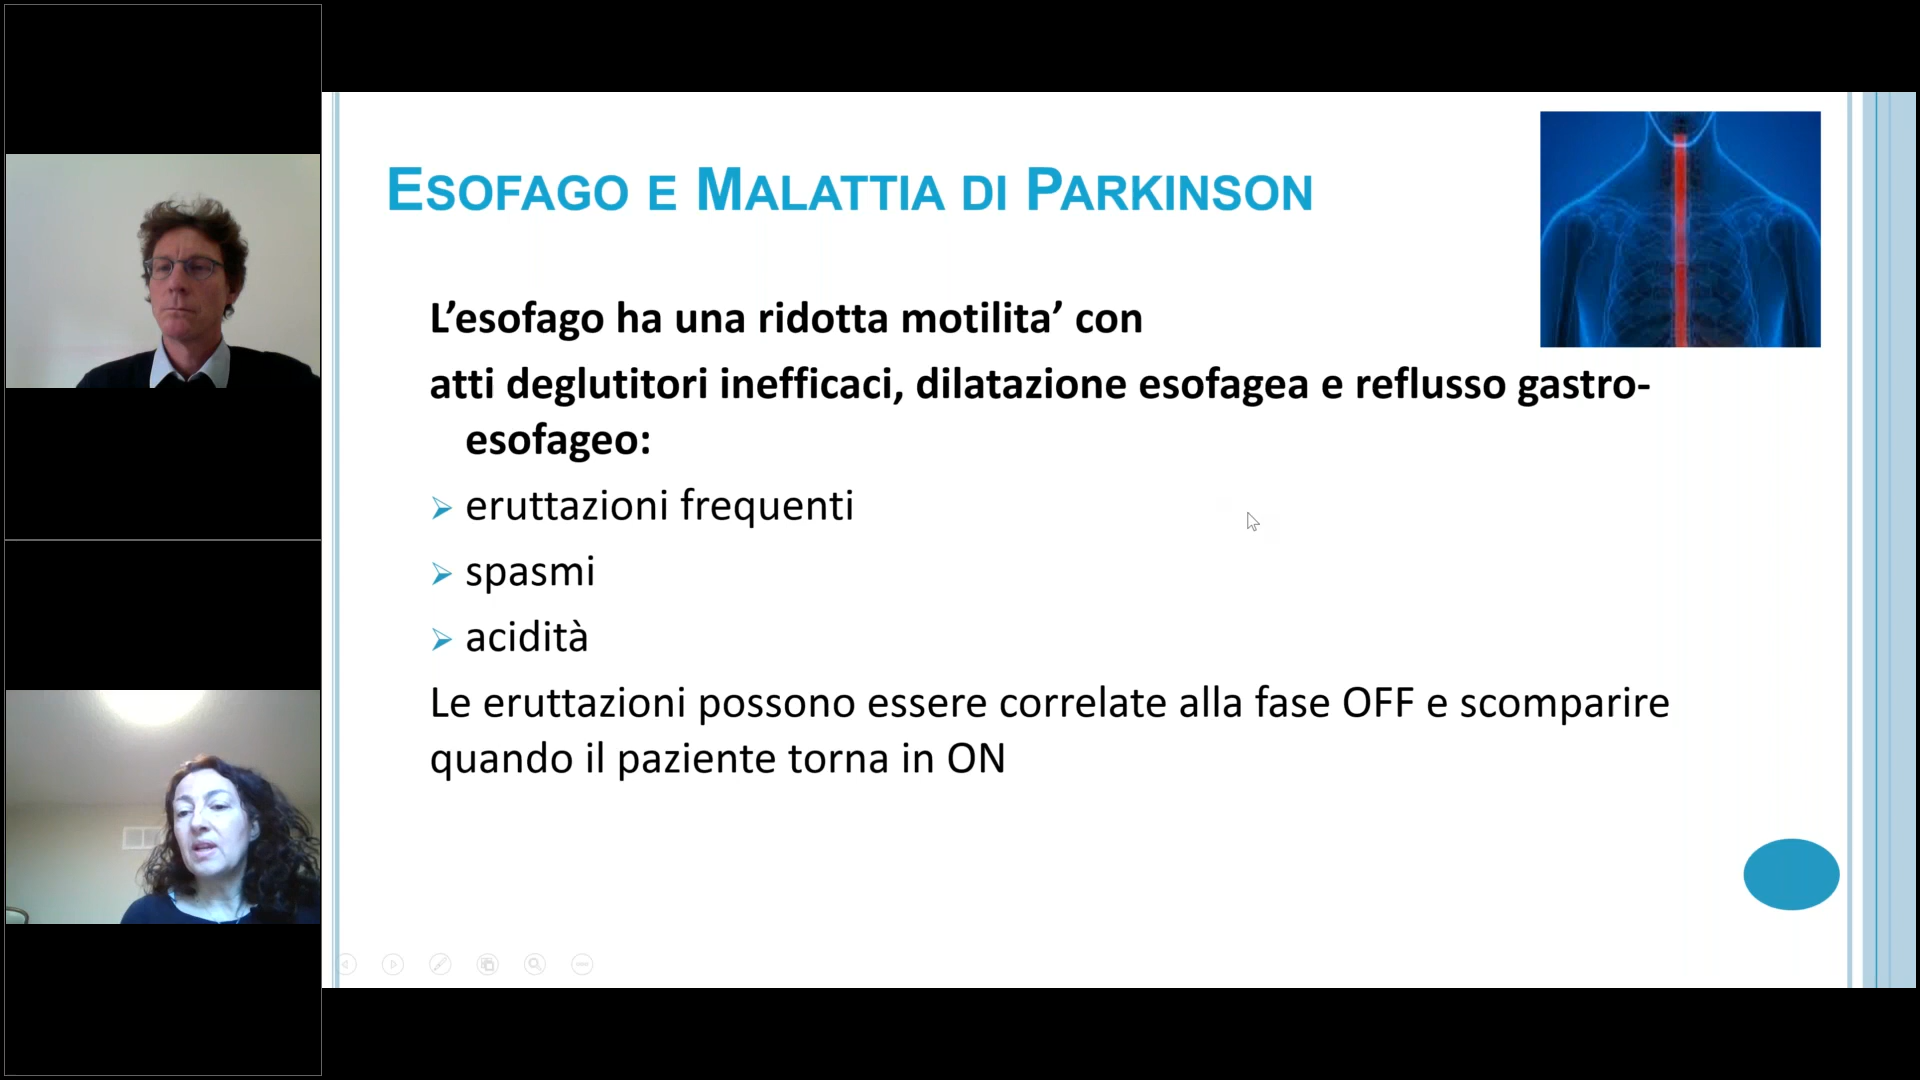 ESOFAGO E MALATTIA DI PARKINSON
L’esofago ha una ridotta motilita’ con
atti deglutitori inefficaci, dilatazione esofagea e reflusso gastro-
esofageo:
eruttazioni frequenti
spasmi
acidità
Le eruttazioni possono essere correlate alla fase OFF e scomparire
quando il paziente torna in ON